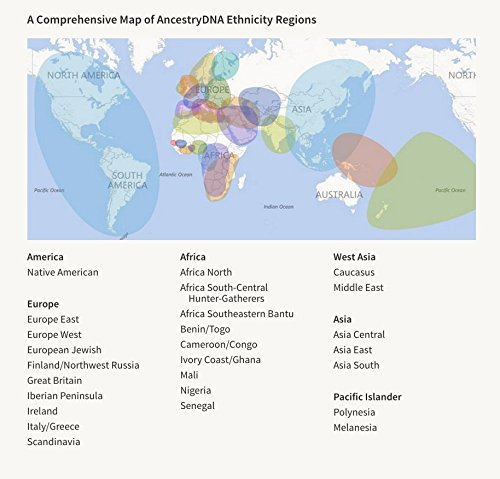 A Comprehensive Map of AncestryDNA Ethnicity Regions
NORTH AMERICA
EUROPE
ASIA
NORTH
AFRICA
SOUTH
AMERICA
AUSTRALIA
Pacific Ocean
Atlantic Ocean
Indian Ocean
Pacific Ocean
America
Native American
Europe
Europe East
Europe West
European Jewish
Finland/Northwest Russia
Great Britain
Iberian Peninsula
Ireland
Italy/Greece
Scandinavia
Africa
Africa North
Africa South-Central
Hunter-Gatherers
Africa Southeastern Bantu
Benin/Togo
Cameroon/Congo
Ivory Coast/Ghana
Mali
Nigeria
Senegal
West Asia
Caucasus
Middle East
Asia
Asia Central
Asia East
Asia South
Pacific Islander
Polynesia
Melanesia